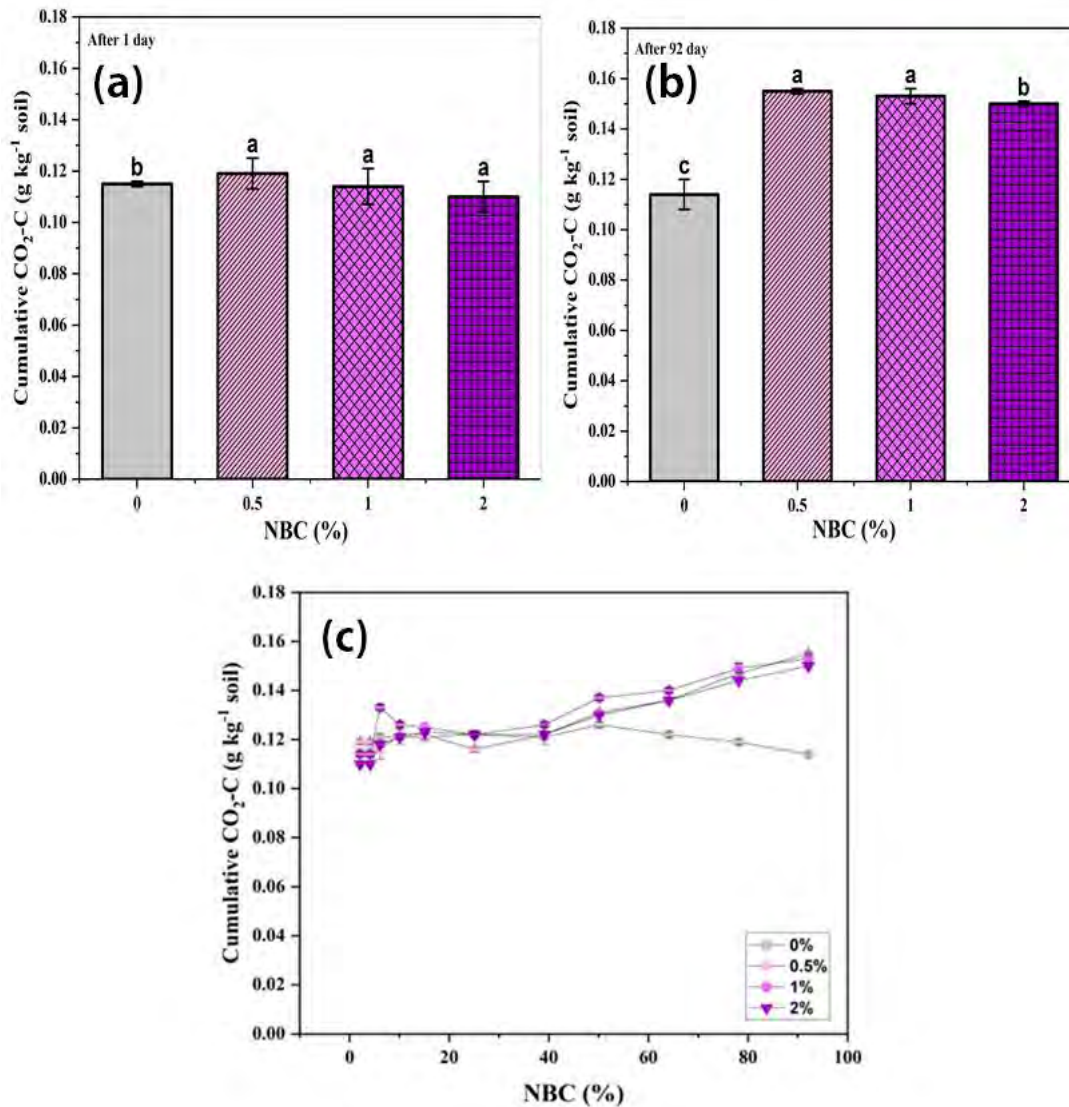 After 1 day
(a)
Cumulative CO₂-C (g kg⁻¹ soil)
0.18
0.16
0.14
0.12
0.10
0.08
0.06
0.04
0.02
0.00
b
a
a
a
0
0.5
1
2
NBC (%)
After 92 day
(b)
Cumulative CO₂-C (g kg⁻¹ soil)
0.18
0.16
0.14
0.12
0.10
0.08
0.06
0.04
0.02
0.00
c
a
a
b
0
0.5
1
2
NBC (%)
(c)
Cumulative CO₂-C (g kg⁻¹ soil)
0.18
0.16
0.14
0.12
0.10
0.08
0.06
0.04
0.02
0.00
0%
0.5%
1%
2%
0
20
40
60
80
100
NBC (%)